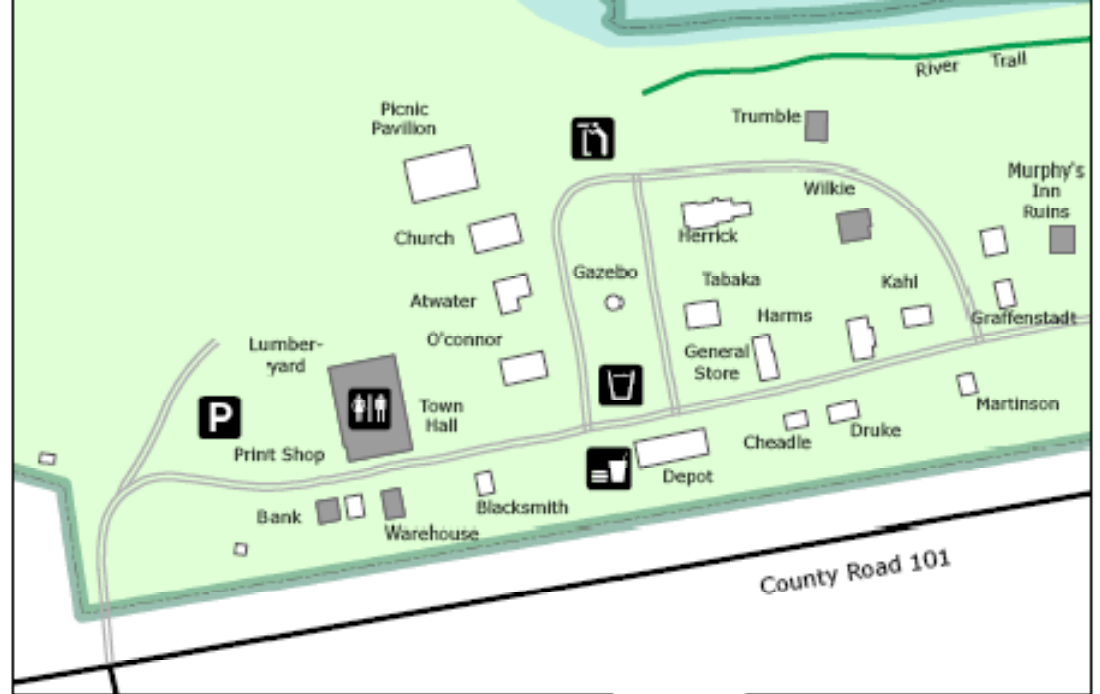 River Trail
Picnic
Pavilion
Trumble
Murphy's
Inn
Ruins
Wilkie
Church
Herrick
Gazebo
Tabaka
Kahl
Atwater
Harms
Graffenstadt
O'connor
Lumber-
yard
General
Store
P
Town
Hall
Martinson
Print Shop
Cheadle
Druke
Depot
Bank
Blacksmith
Warehouse
County Road 101